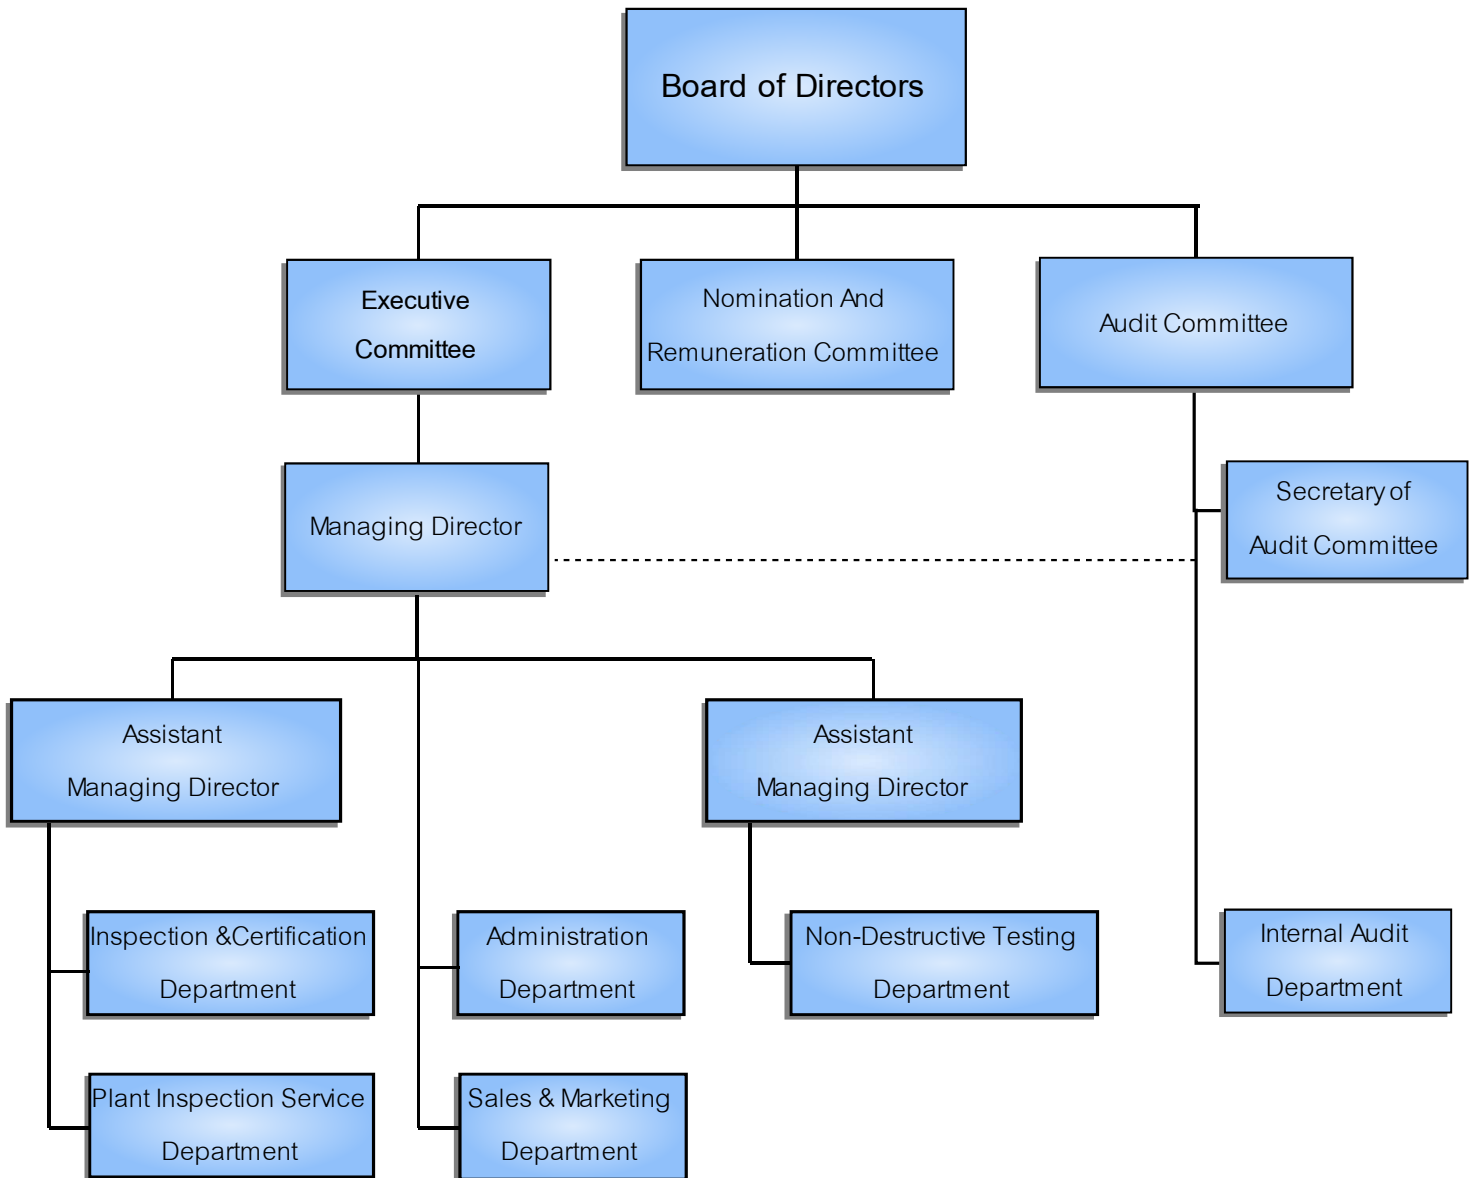 Board of Directors
Executive
Committee
Nomination And
Remuneration Committee
Audit Committee
Managing Director
Secretary of
Audit Committee
Assistant
Managing Director
Assistant
Managing Director
Inspection &Certification
Department
Administration
Department
Non-Destructive Testing
Department
Internal Audit
Department
Plant Inspection Service
Department
Sales & Marketing
Department